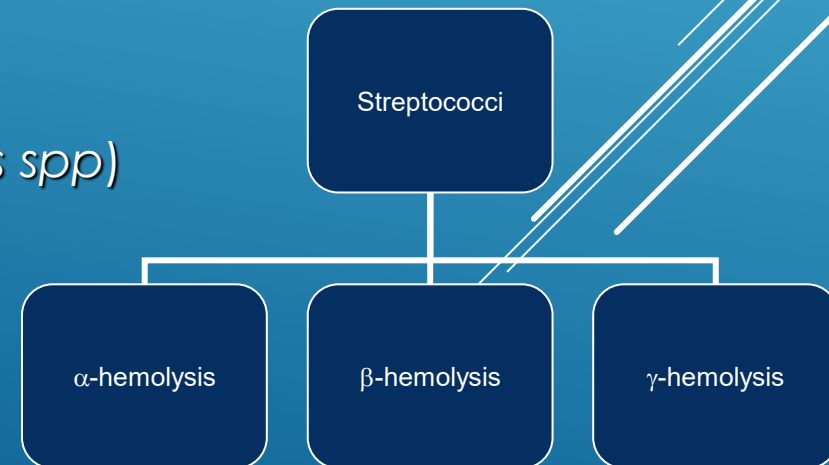 Streptococci
s spp)
α-hemolysis
β-hemolysis
γ-hemolysis